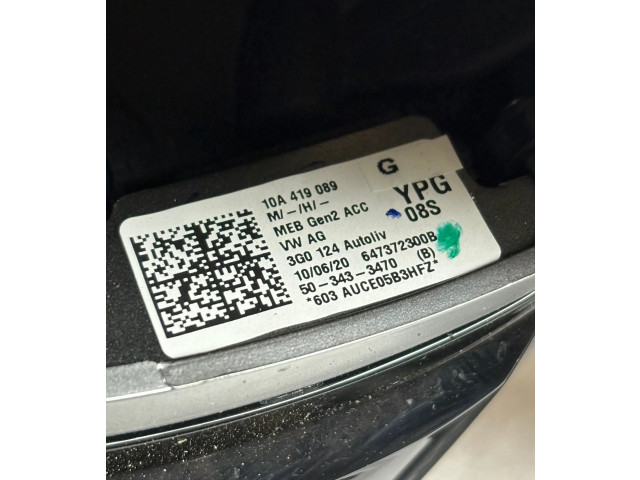 10A 419 089 G
M/-/H/- YPG
MEB Gen2 ACC 08S
VW AG
3G0 124 Autoliv
10/06/20 647372300B
50-343-3470 (B)
*603 AUCE05B3HFZ*